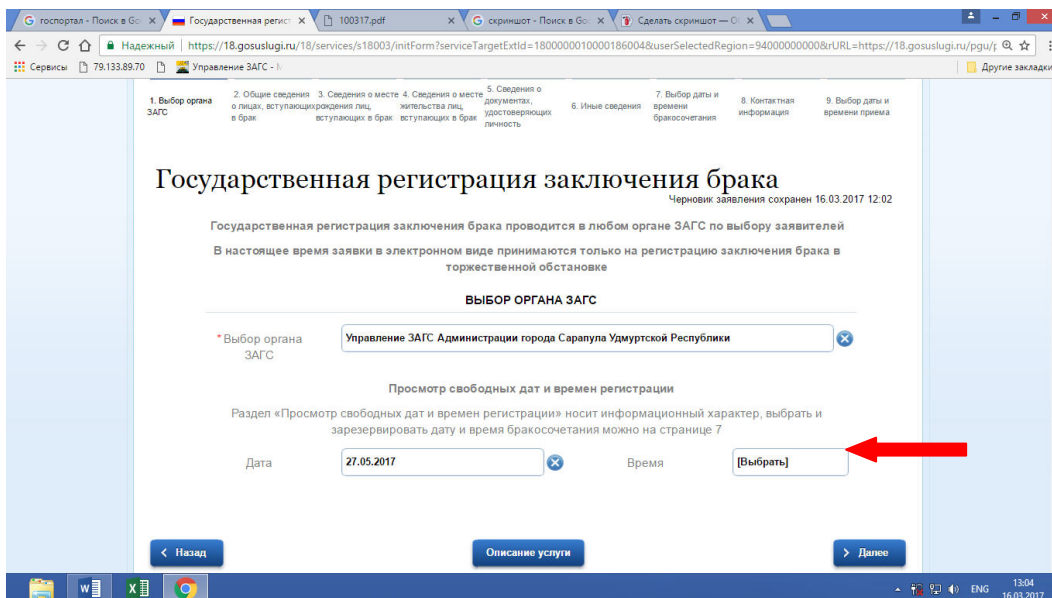 госпортал - Поиск в Go
Государственная регист
100317.pdf
скриншот - Поиск в Goo
Сделать скриншот — О
Надежный | https://18.gosuslugi.ru/18/services/s18003/initForm?serviceTargetExtId=1800000010000186004&userSelectedRegion=94000000000&rURL=https://18.gosuslugi.ru/pgu/
Сервисы
79.133.89.70
Управление ЗАГС -
Другие закладки
1. Выбор органа
ЗАГС
2. Общие сведения
о лицах, вступающих
в брак
3. Сведения о месте
рождения лиц,
вступающих в брак
4. Сведения о месте
жительства лиц,
вступающих в брак
5. Сведения о
документах,
удостоверяющих
личность
6. Иные сведения
7. Выбор даты и
времени
бракосочетания
8. Контактная
информация
9. Выбор даты и
времени приема
Государственная регистрация заключения брака
Черновик заявления сохранен 16.03.2017 12:02
Государственная регистрация заключения брака проводится в любом органе ЗАГС по выбору заявителей
В настоящее время заявки в электронном виде принимаются только на регистрацию заключения брака в
торжественной обстановке
ВЫБОР ОРГАНА ЗАГС
*Выбор органа
ЗАГС
Управление ЗАГС Администрации города Сарапула Удмуртской Республики
Просмотр свободных дат и времен регистрации
Раздел «Просмотр свободных дат и времен регистрации» носит информационный характер, выбрать и
зарезервировать дату и время бракосочетания можно на странице 7
Дата
27.05.2017
Время
[Выбрать]
Назад
Описание услуги
Далее
ENG
13:04
16.03.2017